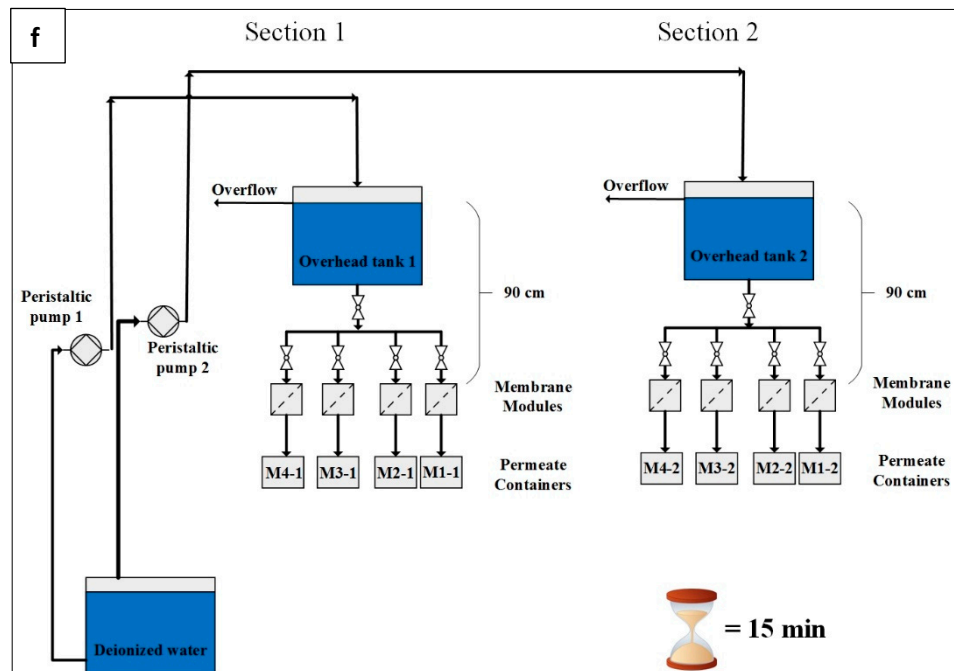 f
Section 1
Section 2
Overflow
Overflow
Overhead tank 1
Overhead tank 2
90 cm
90 cm
Peristaltic
pump 1
Peristaltic
pump 2
Membrane
Modules
Membrane
Modules
M4-1
M3-1
M2-1
M1-1
Permeate
Containers
M4-2
M3-2
M2-2
M1-2
Permeate
Containers
Deionized water
= 15 min